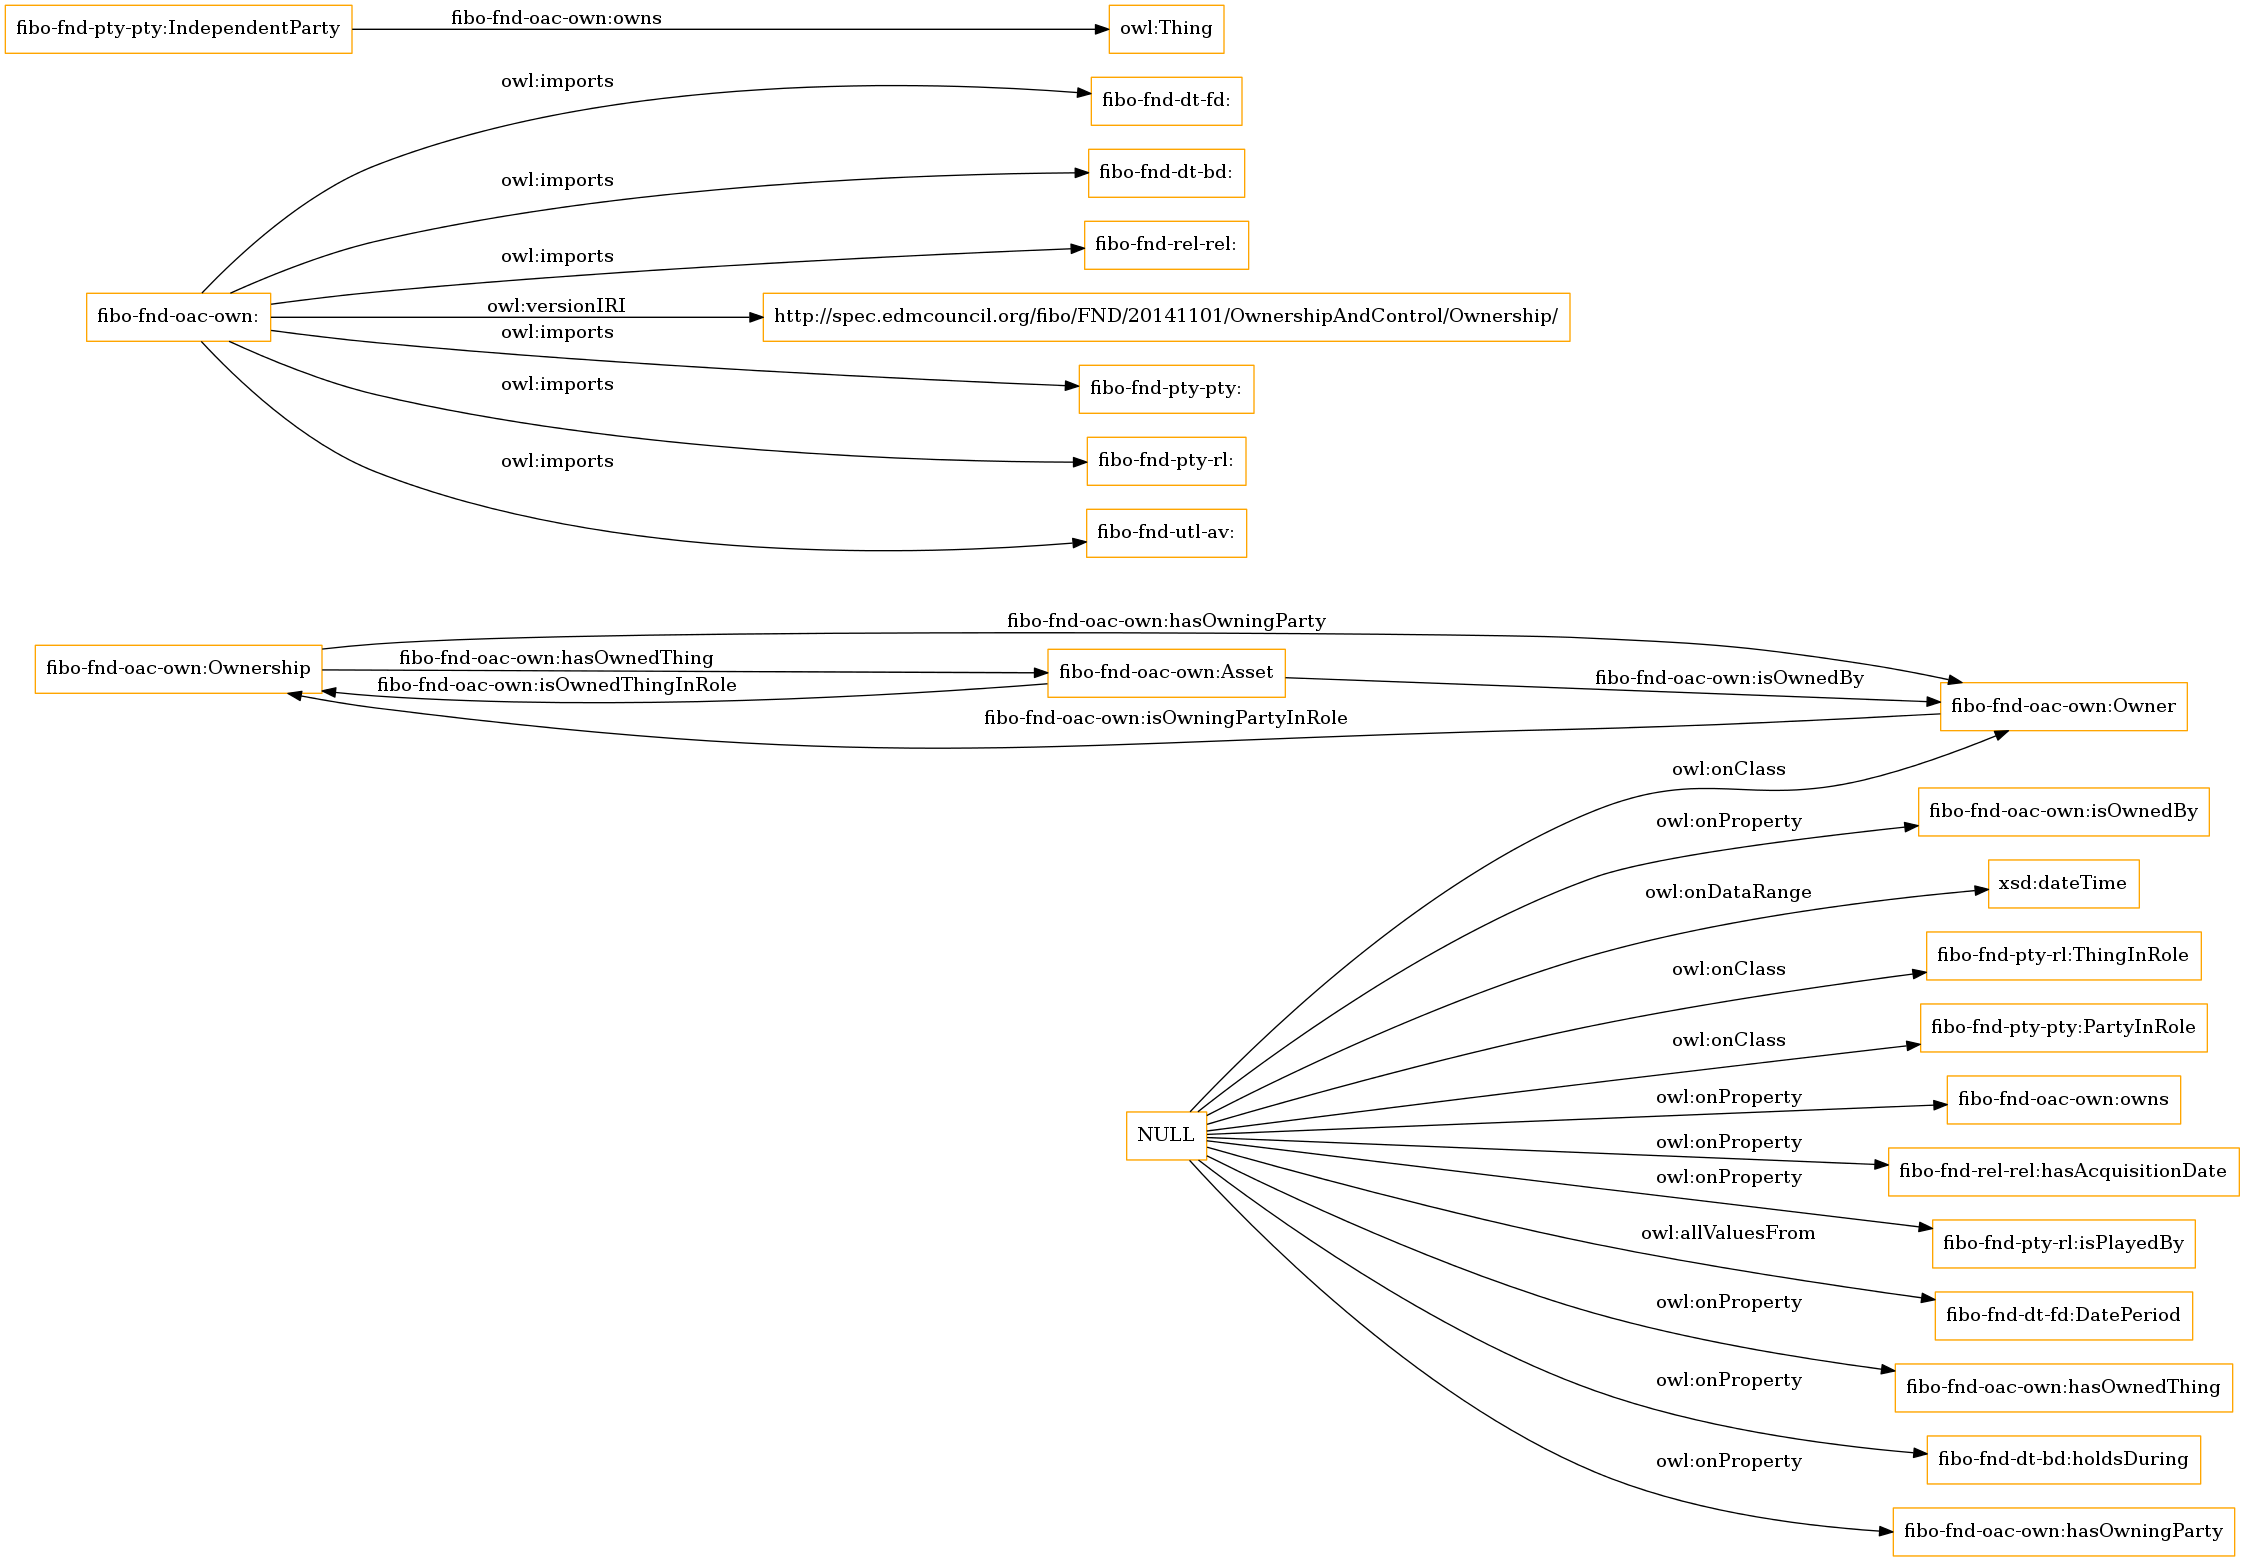 fibo-fnd-pty-pty:IndependentParty
fibo-fnd-oac-own:owns
owl:Thing
owl:imports
fibo-fnd-dt-fd:
owl:imports
fibo-fnd-dt-bd:
owl:imports
fibo-fnd-rel-rel:
fibo-fnd-oac-own:
owl:versionIRI
http://spec.edmcouncil.org/fibo/FND/20141101/OwnershipAndControl/Ownership/
owl:imports
fibo-fnd-pty-pty:
owl:imports
fibo-fnd-pty-rl:
owl:imports
fibo-fnd-utl-av:
fibo-fnd-oac-own:hasOwningParty
fibo-fnd-oac-own:Ownership
fibo-fnd-oac-own:hasOwnedThing
fibo-fnd-oac-own:Asset
fibo-fnd-oac-own:isOwnedThingInRole
fibo-fnd-oac-own:isOwnedBy
fibo-fnd-oac-own:Owner
fibo-fnd-oac-own:isOwningPartyInRole
owl:onClass
owl:onProperty
fibo-fnd-oac-own:isOwnedBy
owl:onDataRange
xsd:dateTime
owl:onClass
fibo-fnd-pty-rl:ThingInRole
owl:onClass
fibo-fnd-pty-pty:PartyInRole
owl:onProperty
fibo-fnd-oac-own:owns
NULL
owl:onProperty
fibo-fnd-rel-rel:hasAcquisitionDate
owl:onProperty
fibo-fnd-pty-rl:isPlayedBy
owl:allValuesFrom
fibo-fnd-dt-fd:DatePeriod
owl:onProperty
fibo-fnd-oac-own:hasOwnedThing
owl:onProperty
fibo-fnd-dt-bd:holdsDuring
owl:onProperty
fibo-fnd-oac-own:hasOwningParty